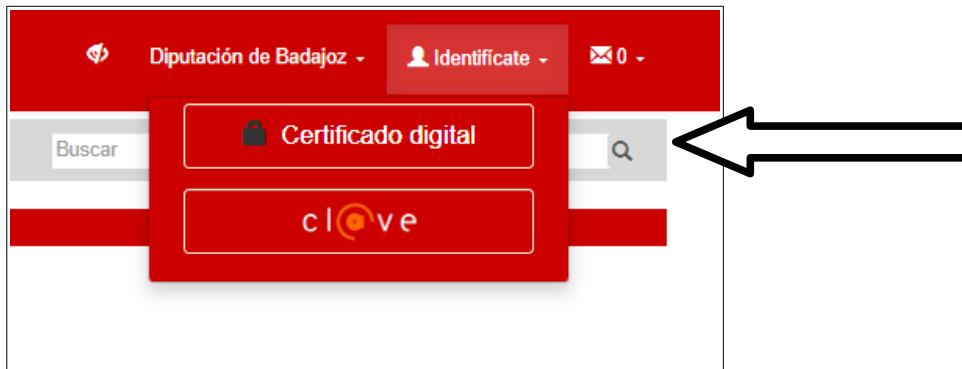 Diputación de Badajoz Identifícate 0
Certificado digital
Buscar
cl@ve